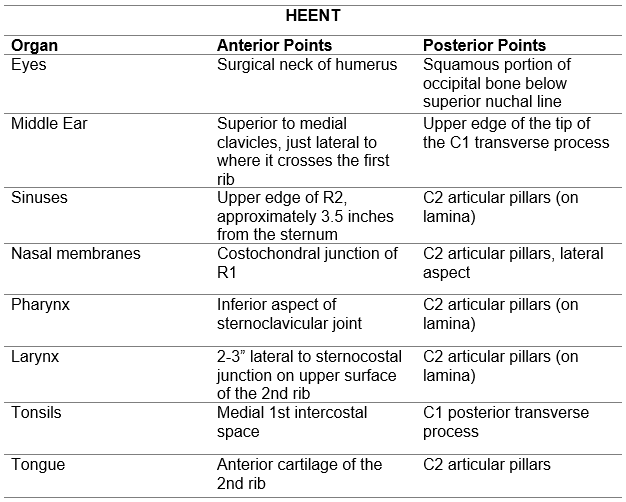 HEENT
Organ Anterior Points Posterior Points
Eyes Surgical neck of humerus Squamous portion of
occipital bone below
superior nuchal line
Middle Ear Superior to medial Upper edge of the tip of
clavicles, just lateral to the C1 transverse process
where it crosses the first
rib
Sinuses Upper edge of R2, C2 articular pillars (on
approximately 3.5 inches lamina)
from the sternum
Nasal membranes Costochondral junction of C2 articular pillars, lateral
R1 aspect
Pharynx Inferior aspect of C2 articular pillars (on
sternoclavicular joint lamina)
Larynx 2-3” lateral to sternocostal C2 articular pillars (on
junction on upper surface lamina)
of the 2nd rib
Tonsils Medial 1st intercostal C1 posterior transverse
space process
Tongue Anterior cartilage of the C2 articular pillars
2nd rib